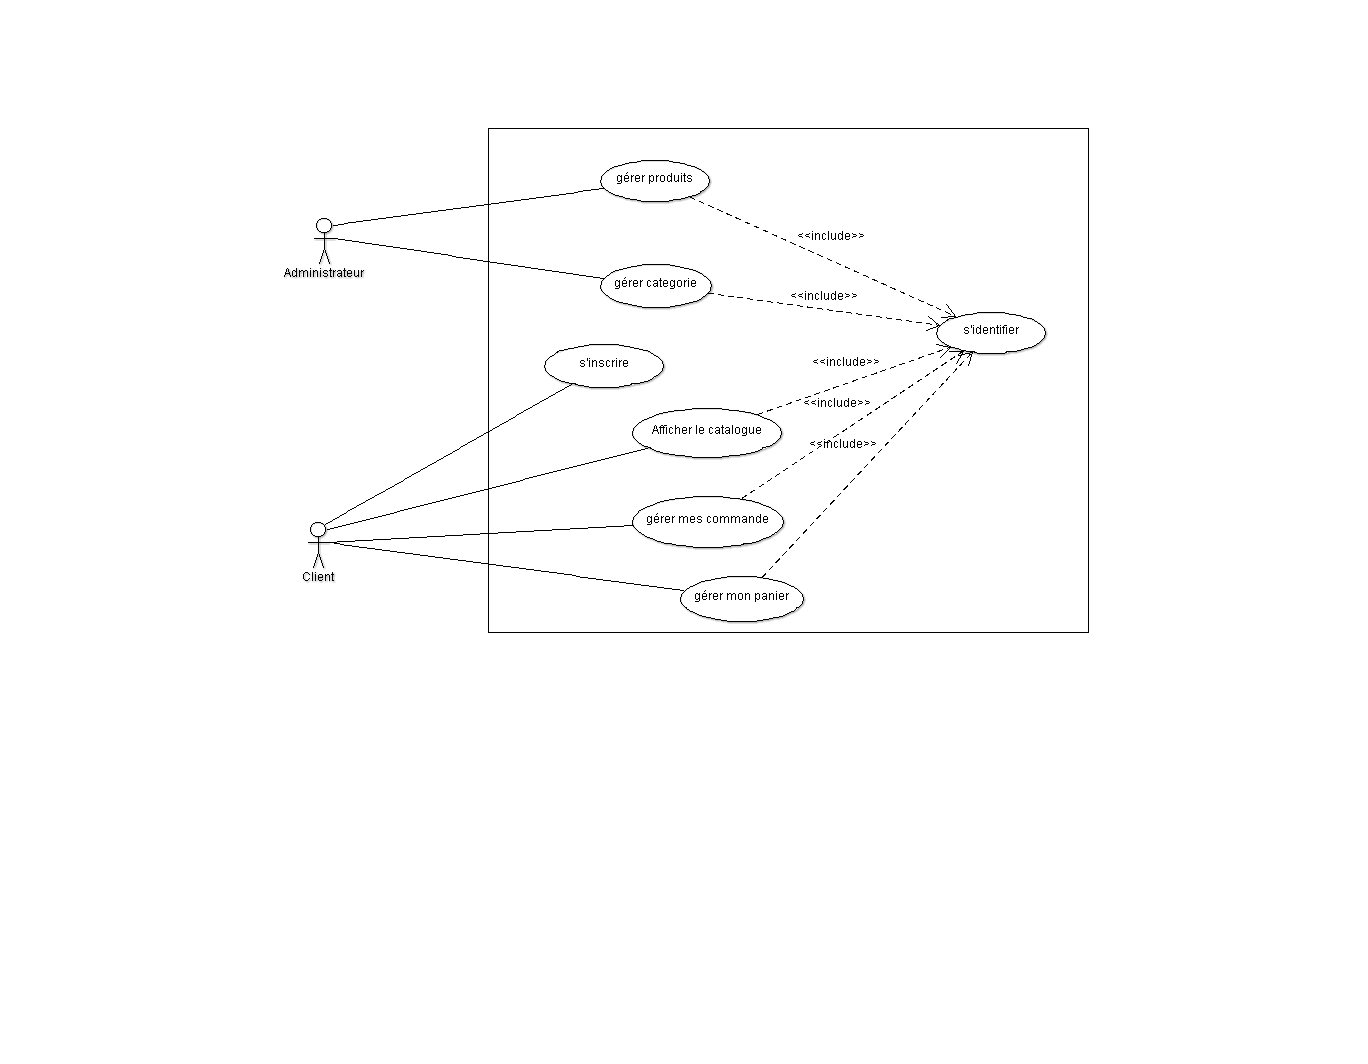 gérer produits
<<include>>
Administrateur
gérer categorie
<<include>>
s'identifier
s'inscrire
<<include>>
<<include>>
Afficher le catalogue
<<include>>
gérer mes commande
Client
gérer mon panier